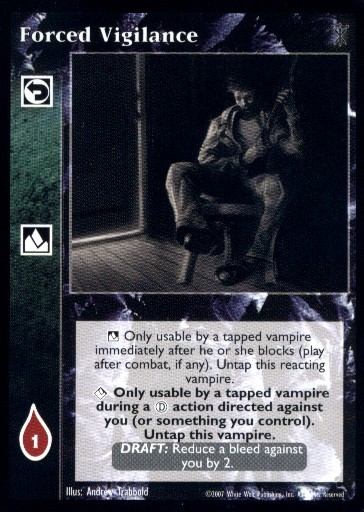 Forced Vigilance
Only usable by a tapped vampire
immediately after he or she blocks (play
after combat, if any). Untap this reacting
vampire.
Only usable by a tapped vampire
during a Ⓓ action directed against
you (or something you control).
Untap this vampire.
DRAFT: Reduce a bleed against
you by 2.
1
Illus: Andrew Trabbold
©2007 White Wolf Publishing, Inc. All Rights Reserved